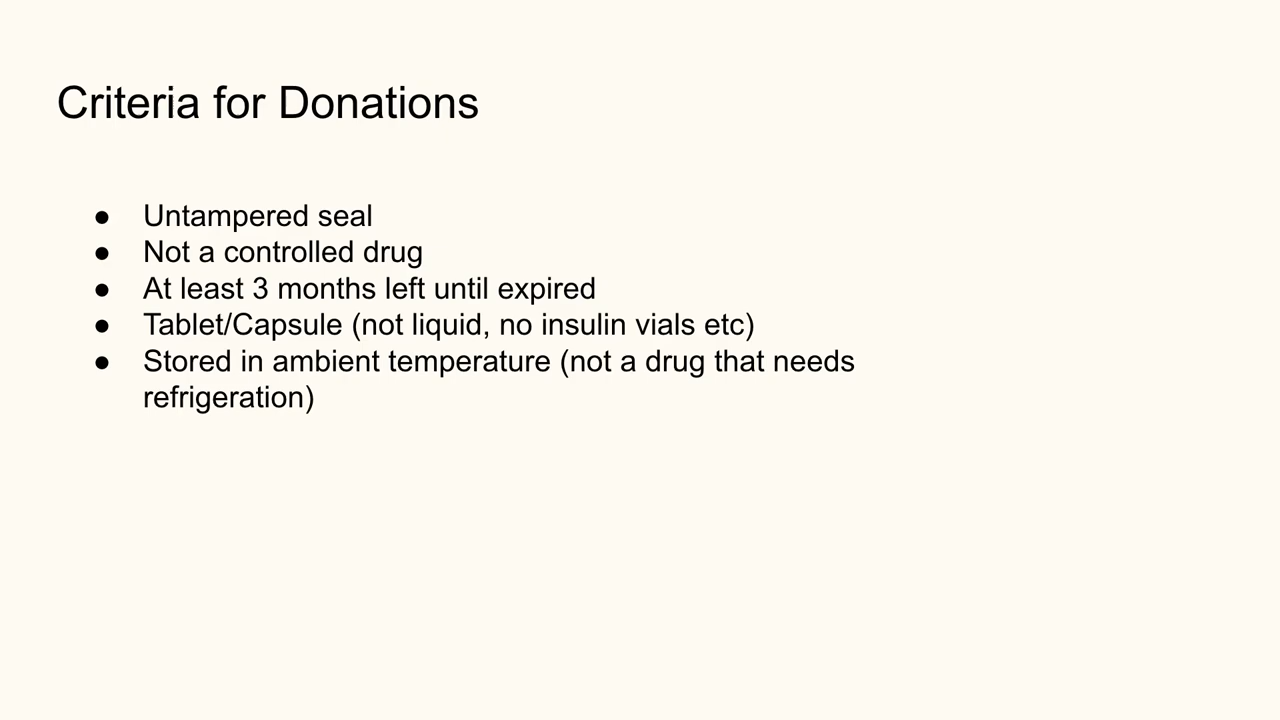 Criteria for Donations
● Untampered seal
● Not a controlled drug
● At least 3 months left until expired
● Tablet/Capsule (not liquid, no insulin vials etc)
● Stored in ambient temperature (not a drug that needs
refrigeration)